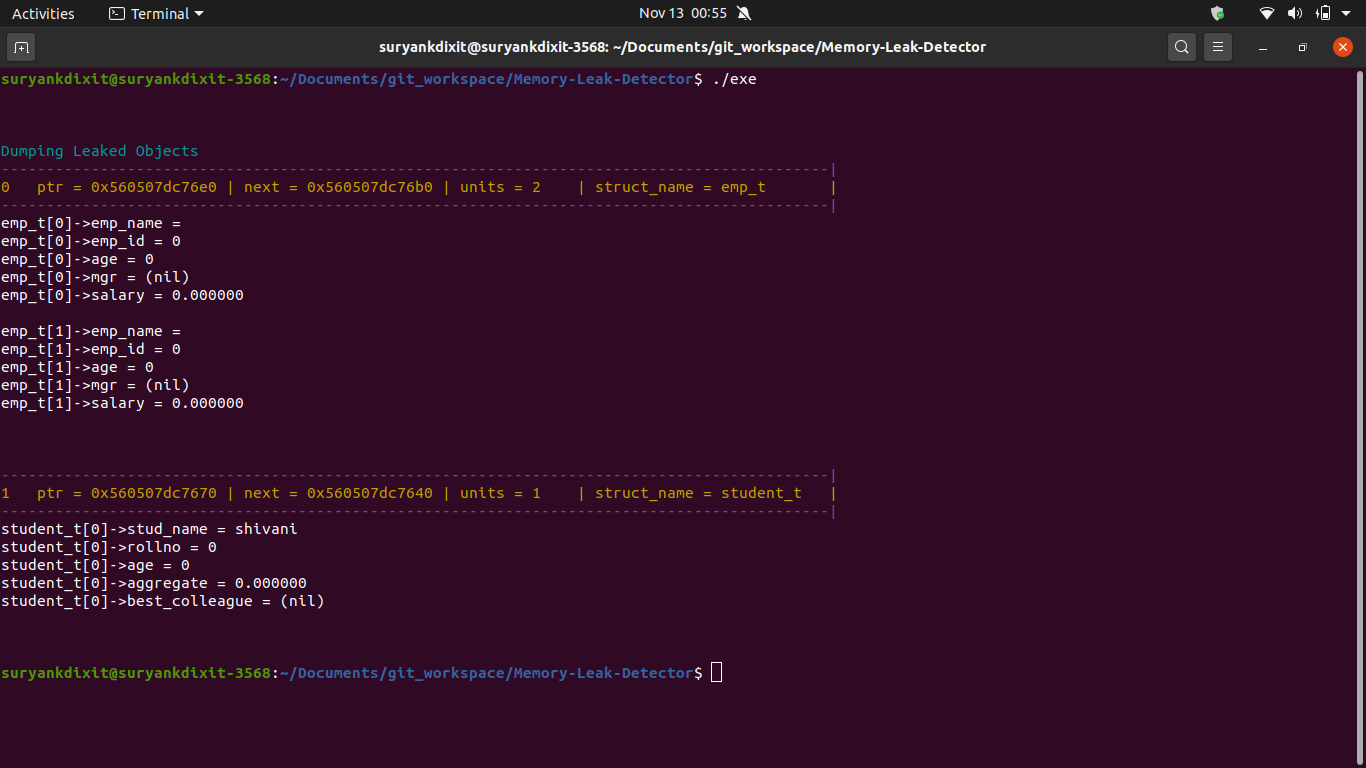 Activities Terminal Nov 13 00:55
suryankdixit@suryankdixit-3568: ~/Documents/git_workspace/Memory-Leak-Detector
suryankdixit@suryankdixit-3568:~/Documents/git_workspace/Memory-Leak-Detector$ ./exe
Dumping Leaked Objects
--------------------------------------------------------------------------------------------|
0   ptr = 0x560507dc76e0 | next = 0x560507dc76b0 | units = 2    | struct_name = emp_t       |
--------------------------------------------------------------------------------------------|
emp_t[0]->emp_name =
emp_t[0]->emp_id = 0
emp_t[0]->age = 0
emp_t[0]->mgr = (nil)
emp_t[0]->salary = 0.000000
emp_t[1]->emp_name =
emp_t[1]->emp_id = 0
emp_t[1]->age = 0
emp_t[1]->mgr = (nil)
emp_t[1]->salary = 0.000000
--------------------------------------------------------------------------------------------|
1   ptr = 0x560507dc7670 | next = 0x560507dc7640 | units = 1    | struct_name = student_t   |
--------------------------------------------------------------------------------------------|
student_t[0]->stud_name = shivani
student_t[0]->rollno = 0
student_t[0]->age = 0
student_t[0]->aggregate = 0.000000
student_t[0]->best_colleague = (nil)
suryankdixit@suryankdixit-3568:~/Documents/git_workspace/Memory-Leak-Detector$